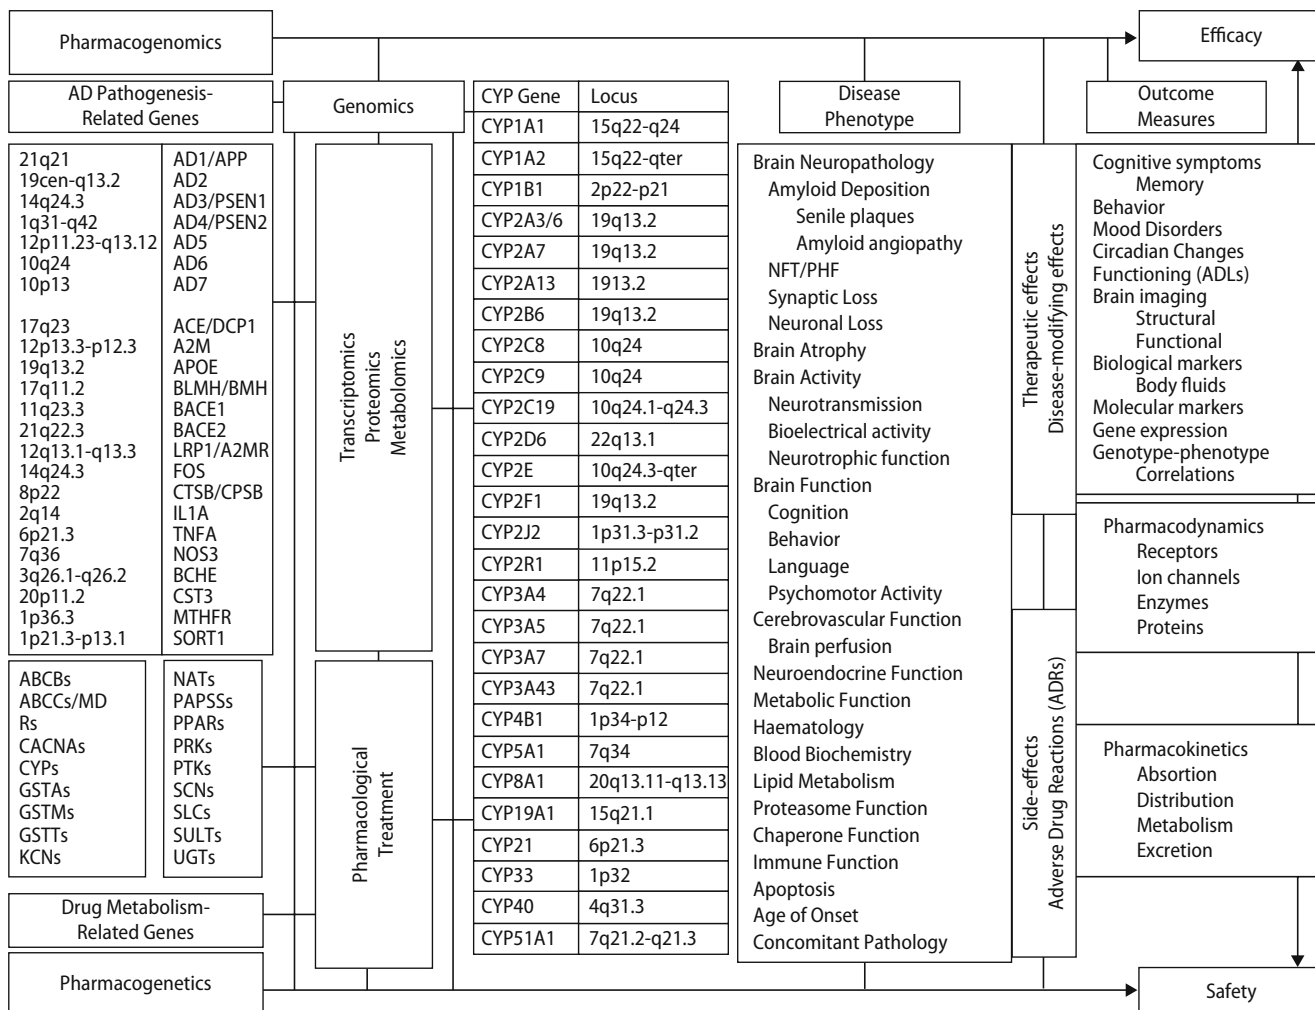 Pharmacogenomics
Efficacy
AD Pathogenesis-
Related Genes
Genomics
CYP Gene Locus
Disease
Phenotype
Outcome
Measures
21q21 AD1/APP
19cen-q13.2 AD2
14q24.3 AD3/PSEN1
1q31-q42 AD4/PSEN2
12p11.23-q13.12 AD5
10q24 AD6
10p13 AD7
17q23 ACE/DCP1
12p13.3-p12.3 A2M
19q13.2 APOE
17q11.2 BLMH/BMH
11q23.3 BACE1
21q22.3 BACE2
12q13.1-q13.3 LRP1/A2MR
14q24.3 FOS
8p22 CTSB/CPSB
2q14 IL1A
6p21.3 TNFA
7q36 NOS3
3q26.1-q26.2 BCHE
20p11.2 CST3
1p36.3 MTHFR
1p21.3-p13.1 SORT1
ABCBs
ABCCs/MD
Rs
CACNAs
CYPs
GSTAs
GSTMs
GSTTs
KCNs
NATs
PAPSSs
PPARs
PRKs
PTKs
SCNs
SLCs
SULTs
UGTs
Drug Metabolism-
Related Genes
Pharmacogenetics
Transcriptomics
Proteomics
Metabolomics
Pharmacological
Treatment
CYP1A1 15q22-q24
CYP1A2 15q22-qter
CYP1B1 2p22-p21
CYP2A3/6 19q13.2
CYP2A7 19q13.2
CYP2A13 1913.2
CYP2B6 19q13.2
CYP2C8 10q24
CYP2C9 10q24
CYP2C19 10q24.1-q24.3
CYP2D6 22q13.1
CYP2E 10q24.3-qter
CYP2F1 19q13.2
CYP2J2 1p31.3-p31.2
CYP2R1 11p15.2
CYP3A4 7q22.1
CYP3A5 7q22.1
CYP3A7 7q22.1
CYP3A43 7q22.1
CYP4B1 1p34-p12
CYP5A1 7q34
CYP8A1 20q13.11-q13.13
CYP19A1 15q21.1
CYP21 6p21.3
CYP33 1p32
CYP40 4q31.3
CYP51A1 7q21.2-q21.3
Brain Neuropathology
Amyloid Deposition
Senile plaques
Amyloid angiopathy
NFT/PHF
Synaptic Loss
Neuronal Loss
Brain Atrophy
Brain Activity
Neurotransmission
Bioelectrical activity
Neurotrophic function
Brain Function
Cognition
Behavior
Language
Psychomotor Activity
Cerebrovascular Function
Brain perfusion
Neuroendocrine Function
Metabolic Function
Haematology
Blood Biochemistry
Lipid Metabolism
Proteasome Function
Chaperone Function
Immune Function
Apoptosis
Age of Onset
Concomitant Pathology
Therapeutic effects
Disease-modifying effects
Side-effects
Adverse Drug Reactions (ADRs)
Cognitive symptoms
Memory
Behavior
Mood Disorders
Circadian Changes
Functioning (ADLs)
Brain imaging
Structural
Functional
Biological markers
Body fluids
Molecular markers
Gene expression
Genotype-phenotype
Correlations
Pharmacodynamics
Receptors
Ion channels
Enzymes
Proteins
Pharmacokinetics
Absortion
Distribution
Metabolism
Excretion
Safety